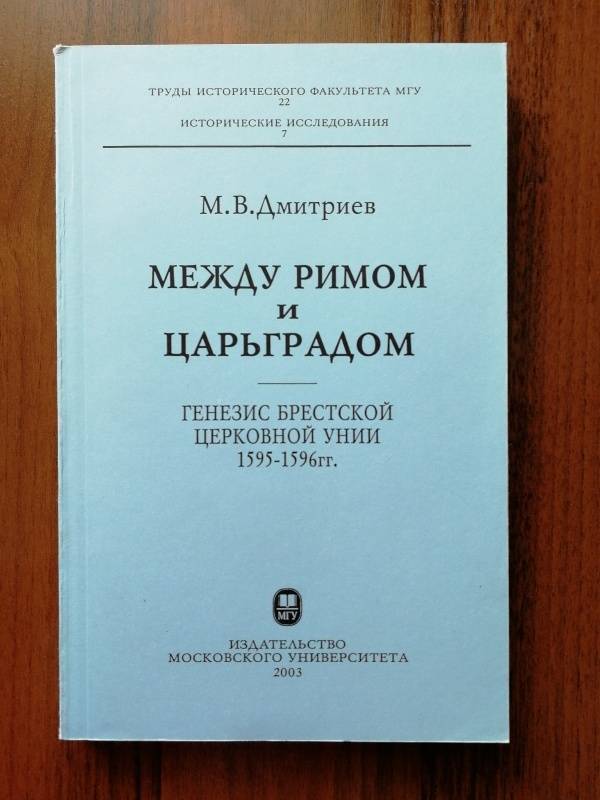 ТРУДЫ ИСТОРИЧЕСКОГО ФАКУЛЬТЕТА МГУ
22
ИСТОРИЧЕСКИЕ ИССЛЕДОВАНИЯ
7
М.В.Дмитриев
МЕЖДУ РИМОМ
и
ЦАРЬГРАДОМ
ГЕНЕЗИС БРЕСТСКОЙ
ЦЕРКОВНОЙ УНИИ
1595-1596гг.
МГУ
ИЗДАТЕЛЬСТВО
МОСКОВСКОГО УНИВЕРСИТЕТА
2003